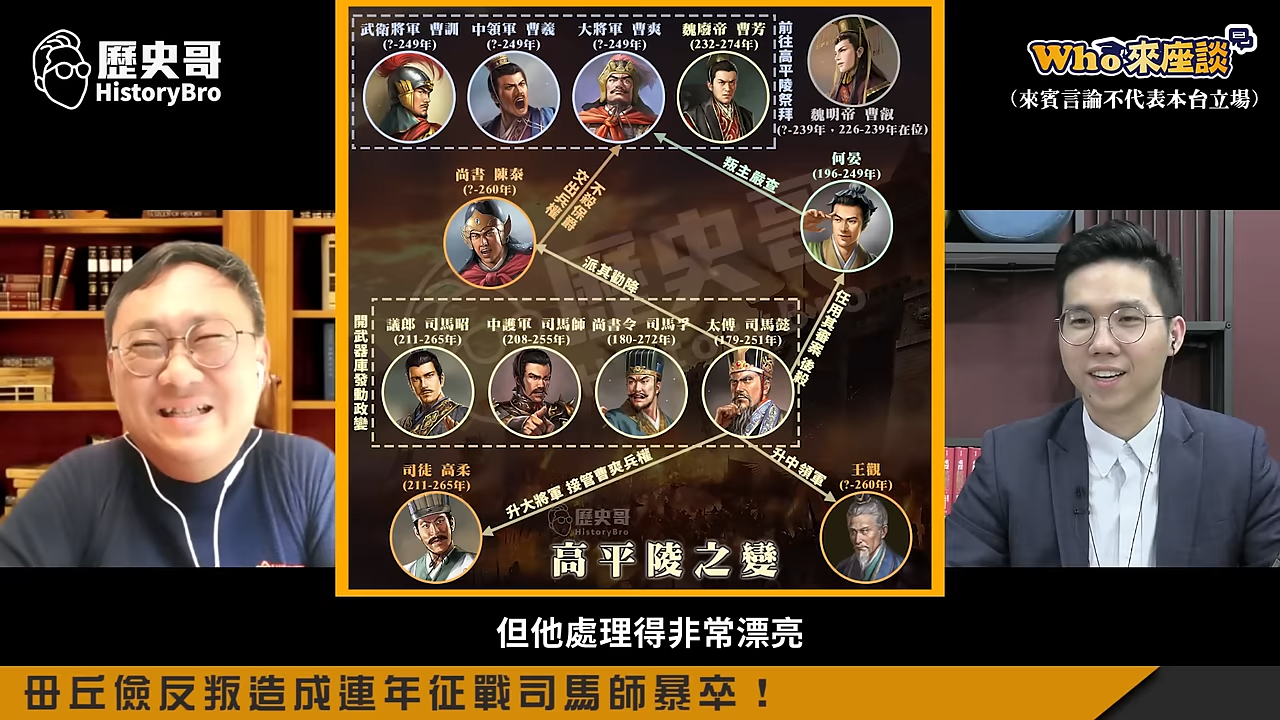 歷史哥
HistoryBro
武衛將軍 曹訓
(?-249年)
中領軍 曹羲
(?-249年)
大將軍 曹爽
(?-249年)
魏廢帝 曹芳
(232-274年)
前往高平陵祭拜
魏明帝 曹叡
(?-239年，226-239年在位)
Who來座談
（來賓言論不代表本台立場）
尚書 陳泰
(?-260年)
不殺保爵
交出兵權
叛主嚴查
何晏
(196-249年)
派其勸降
任用其審案 後殺
開武器庫發動政變
議郎 司馬昭
(211-265年)
中護軍 司馬師
(208-255年)
尚書令 司馬孚
(180-272年)
太傅 司馬懿
(179-251年)
司徒 高柔
(211-265年)
升大將軍 接管曹爽兵權
升中領軍
王觀
(?-260年)
歷史哥
HistoryBro
高平陵之變
但他處理得非常漂亮
毌丘儉反叛造成連年征戰司馬師暴卒！